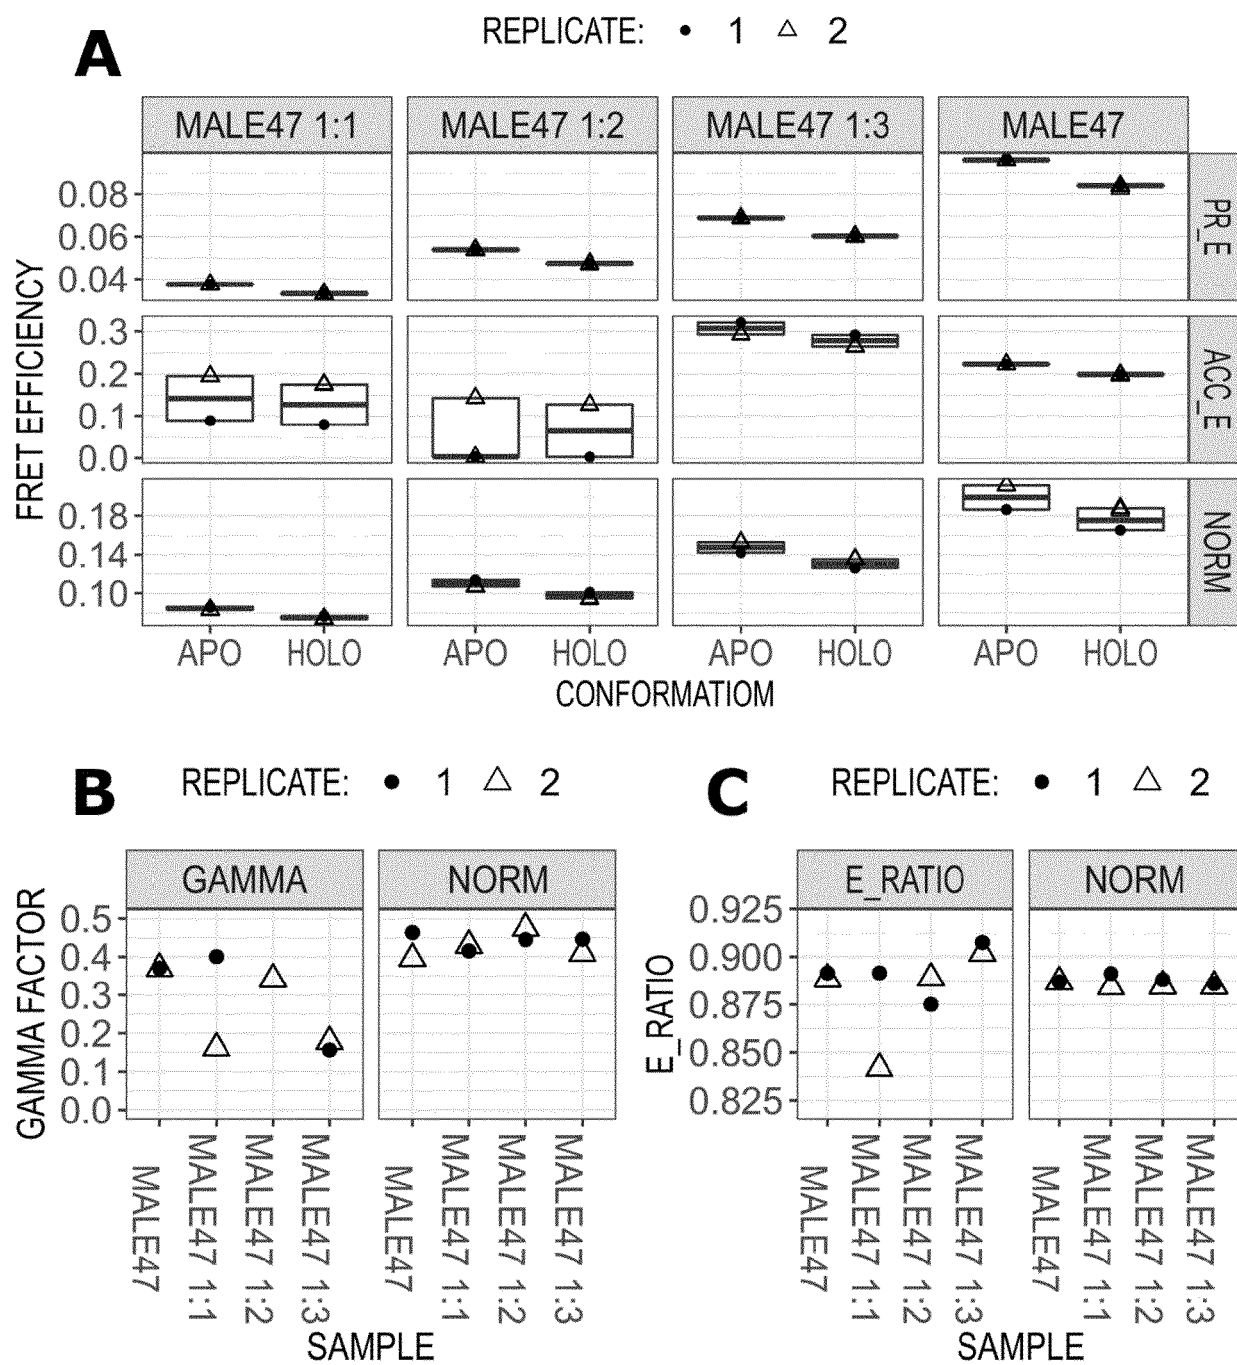 A
REPLICATE: 1 2
MALE47 1:1 MALE47 1:2 MALE47 1:3 MALE47
FRET EFFICIENCY
0.08
0.06
0.04
PR_E
0.3
0.2
0.1
0.0
ACC_E
0.18
0.14
0.10
NORM
APO HOLO APO HOLO APO HOLO APO HOLO
CONFORMATIOM
B
REPLICATE: 1 2
GAMMA NORM
GAMMA FACTOR
0.5
0.4
0.3
0.2
0.1
0.0
MALE47 MALE47 1:1 MALE47 1:2 MALE47 1:3 MALE47 MALE47 1:1 MALE47 1:2 MALE47 1:3
SAMPLE
C
REPLICATE: 1 2
E_RATIO NORM
E_RATIO
0.925
0.900
0.875
0.850
0.825
MALE47 MALE47 1:1 MALE47 1:2 MALE47 1:3 MALE47 MALE47 1:1 MALE47 1:2 MALE47 1:3
SAMPLE